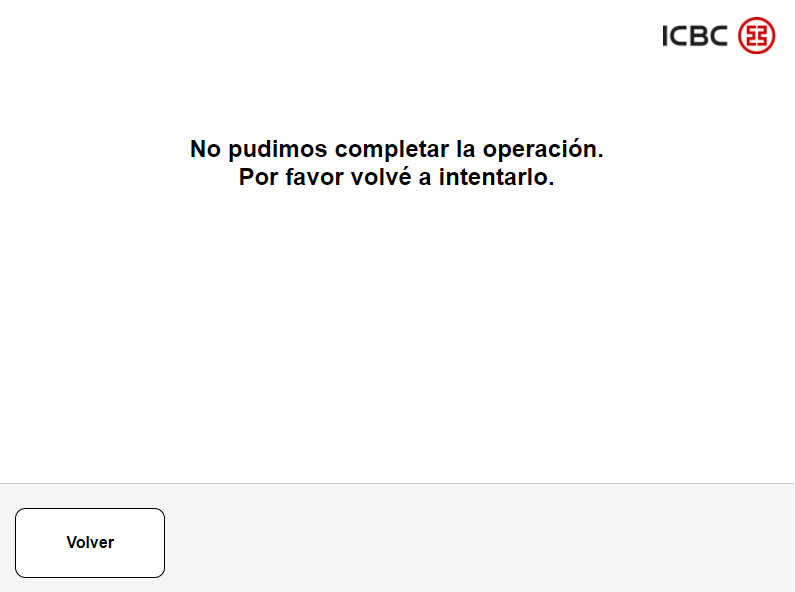 ICBC
No pudimos completar la operación.
Por favor volvé a intentarlo.
Volver